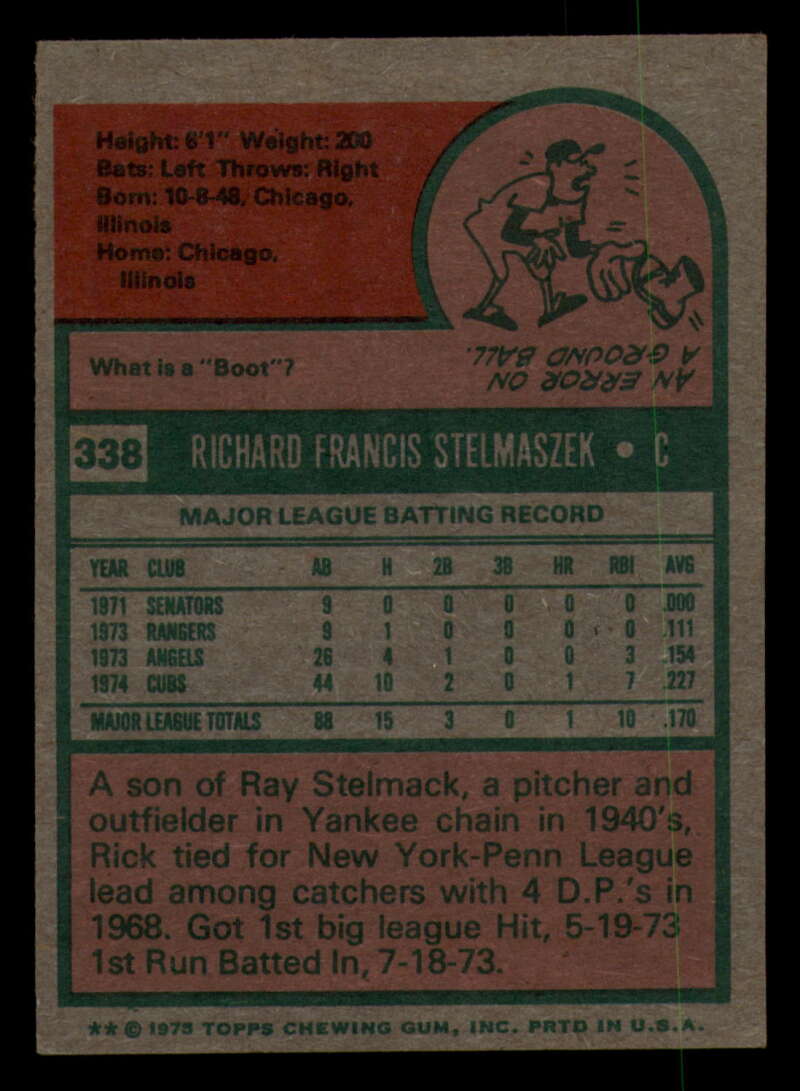 Height: 6'1" Weight: 200
Bats: Left Throws: Right
Born: 10-8-48, Chicago,
Illinois
Home: Chicago,
Illinois
What is a "Boot"?
AN ERROR ON
A GROUND BALL.
338 RICHARD FRANCIS STELMASZEK • C
MAJOR LEAGUE BATTING RECORD
YEAR CLUB AB H 2B 3B HR RBI AVG
1971 SENATORS 9 0 0 0 0 0 .000
1973 RANGERS 9 1 0 0 0 0 .111
1973 ANGELS 26 4 1 0 0 3 .154
1974 CUBS 44 10 2 0 1 7 .227
MAJOR LEAGUE TOTALS 88 15 3 0 1 10 .170
A son of Ray Stelmack, a pitcher and
outfielder in Yankee chain in 1940's,
Rick tied for New York-Penn League
lead among catchers with 4 D.P.'s in
1968. Got 1st big league Hit, 5-19-73
1st Run Batted In, 7-18-73.
** © 1975 TOPPS CHEWING GUM, INC. PRTD IN U.S.A.